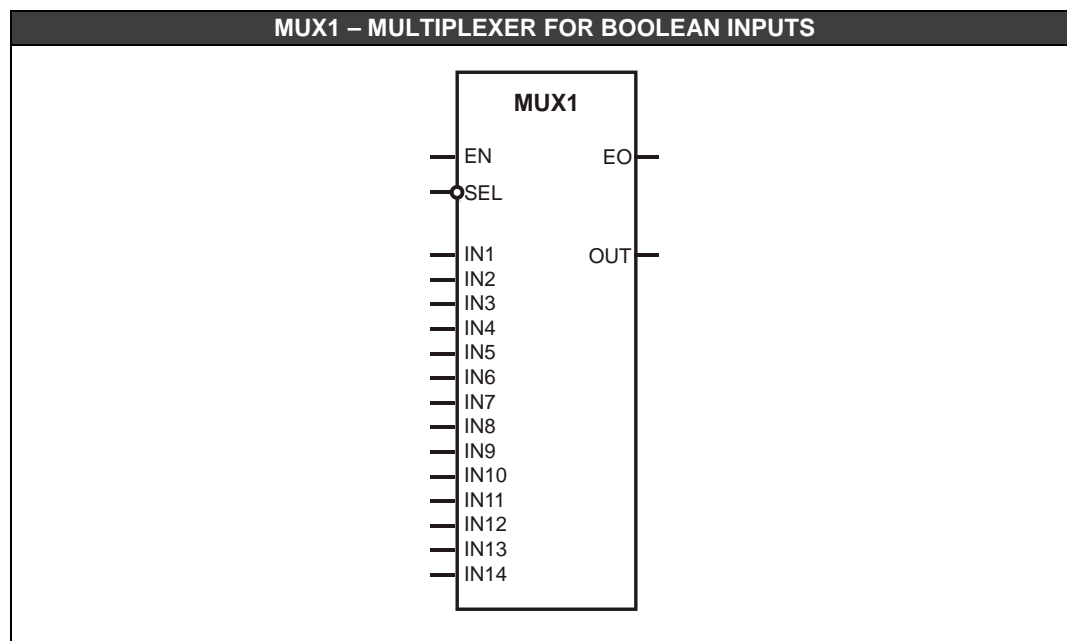 MUX1 – MULTIPLEXER FOR BOOLEAN INPUTS
MUX1
EN EO
SEL
IN1 OUT
IN2
IN3
IN4
IN5
IN6
IN7
IN8
IN9
IN10
IN11
IN12
IN13
IN14